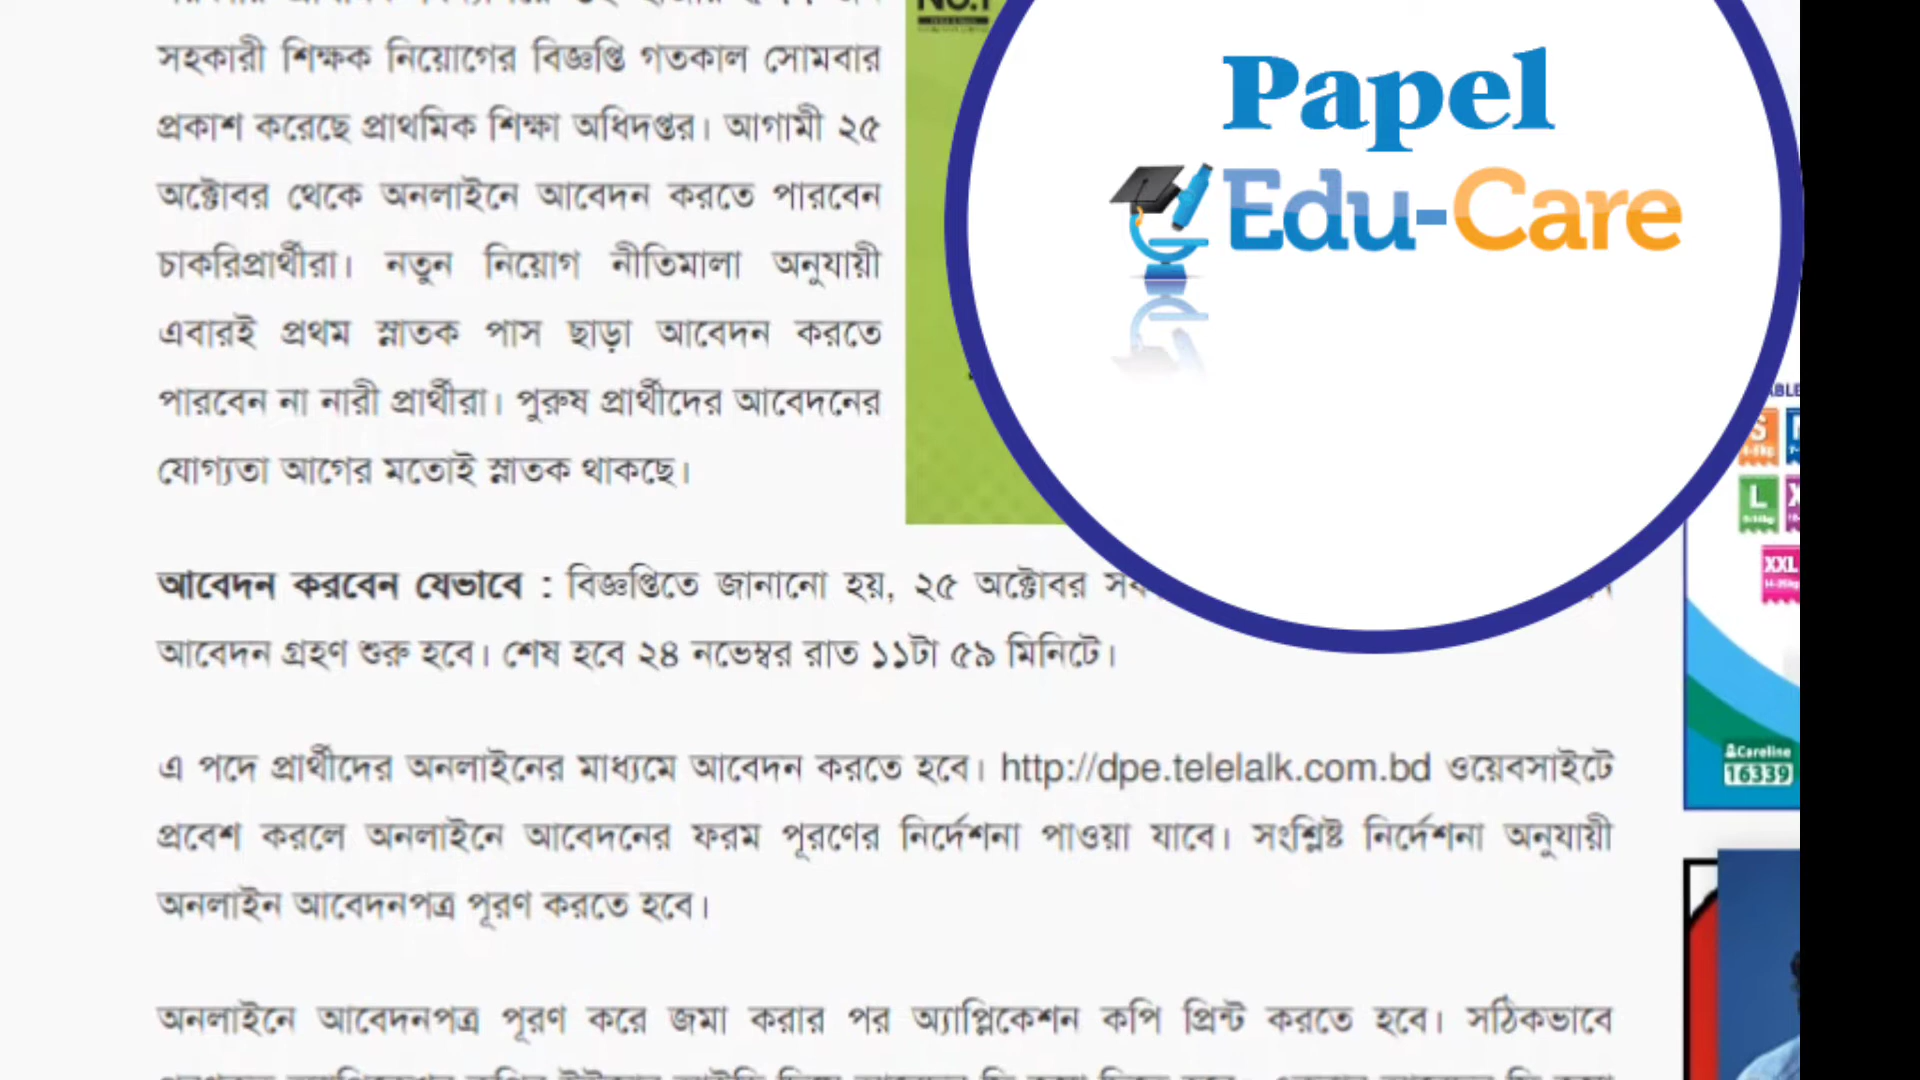 সহকারী শিক্ষক নিয়োগের বিজ্ঞপ্তি গতকাল সোমবার
প্রকাশ করেছে প্রাথমিক শিক্ষা অধিদপ্তর। আগামী ২৫
অক্টোবর থেকে অনলাইনে আবেদন করতে পারবেন
চাকরিপ্রার্থীরা। নতুন নিয়োগ নীতিমালা অনুযায়ী
এবারই প্রথম স্নাতক পাস ছাড়া আবেদন করতে
পারবেন না নারী প্রার্থীরা। পুরুষ প্রার্থীদের আবেদনের
যোগ্যতা আগের মতোই স্নাতক থাকছে।
NO.1
Papel
Edu-Care
আবেদন করবেন যেভাবে : বিজ্ঞপ্তিতে জানানো হয়, ২৫ অক্টোবর
আবেদন গ্রহণ শুরু হবে। শেষ হবে ২৪ নভেম্বর রাত ১১টা ৫৯ মিনিটে।
এ পদে প্রার্থীদের অনলাইনের মাধ্যমে আবেদন করতে হবে। http://dpe.telelalk.com.bd ওয়েবসাইটে
প্রবেশ করলে অনলাইনে আবেদনের ফরম পূরণের নির্দেশনা পাওয়া যাবে। সংশ্লিষ্ট নির্দেশনা অনুযায়ী
অনলাইন আবেদনপত্র পূরণ করতে হবে।
অনলাইনে আবেদনপত্র পূরণ করে জমা করার পর অ্যাপ্লিকেশন কপি প্রিন্ট করতে হবে। সঠিকভাবে
S
L
XXL
Careline
16339